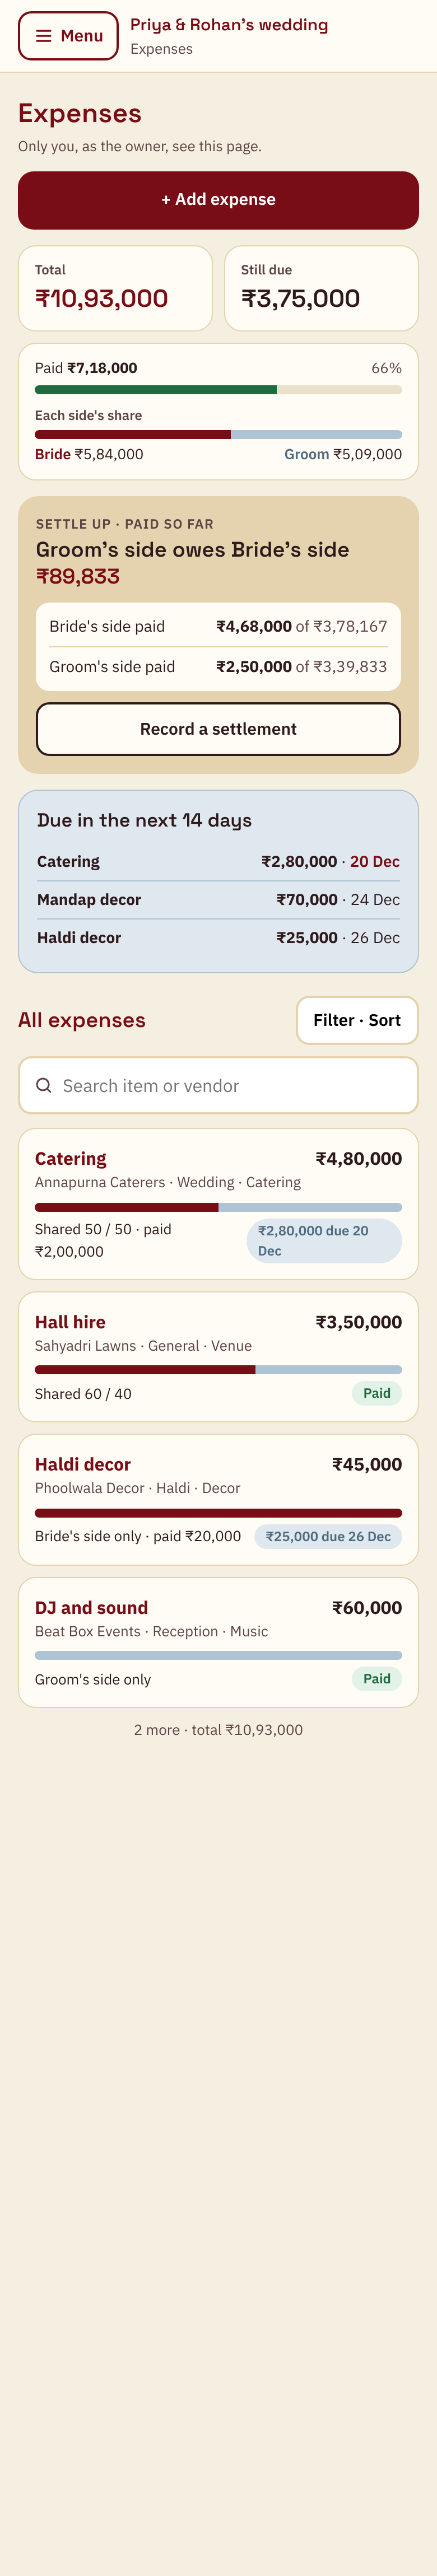 Menu
Priya & Rohan's wedding
Expenses
Expenses
Only you, as the owner, see this page.
+ Add expense
Total
₹10,93,000
Still due
₹3,75,000
Paid ₹7,18,000
66%
Each side's share
Bride ₹5,84,000
Groom ₹5,09,000
SETTLE UP · PAID SO FAR
Groom's side owes Bride's side
₹89,833
Bride's side paid
₹4,68,000 of ₹3,78,167
Groom's side paid
₹2,50,000 of ₹3,39,833
Record a settlement
Due in the next 14 days
Catering
₹2,80,000 · 20 Dec
Mandap decor
₹70,000 · 24 Dec
Haldi decor
₹25,000 · 26 Dec
All expenses
Filter · Sort
Search item or vendor
Catering
₹4,80,000
Annapurna Caterers · Wedding · Catering
Shared 50 / 50 · paid
₹2,00,000
₹2,80,000 due 20
Dec
Hall hire
₹3,50,000
Sahyadri Lawns · General · Venue
Shared 60 / 40
Paid
Haldi decor
₹45,000
Phoolwala Decor · Haldi · Decor
Bride's side only · paid ₹20,000
₹25,000 due 26 Dec
DJ and sound
₹60,000
Beat Box Events · Reception · Music
Groom's side only
Paid
2 more · total ₹10,93,000